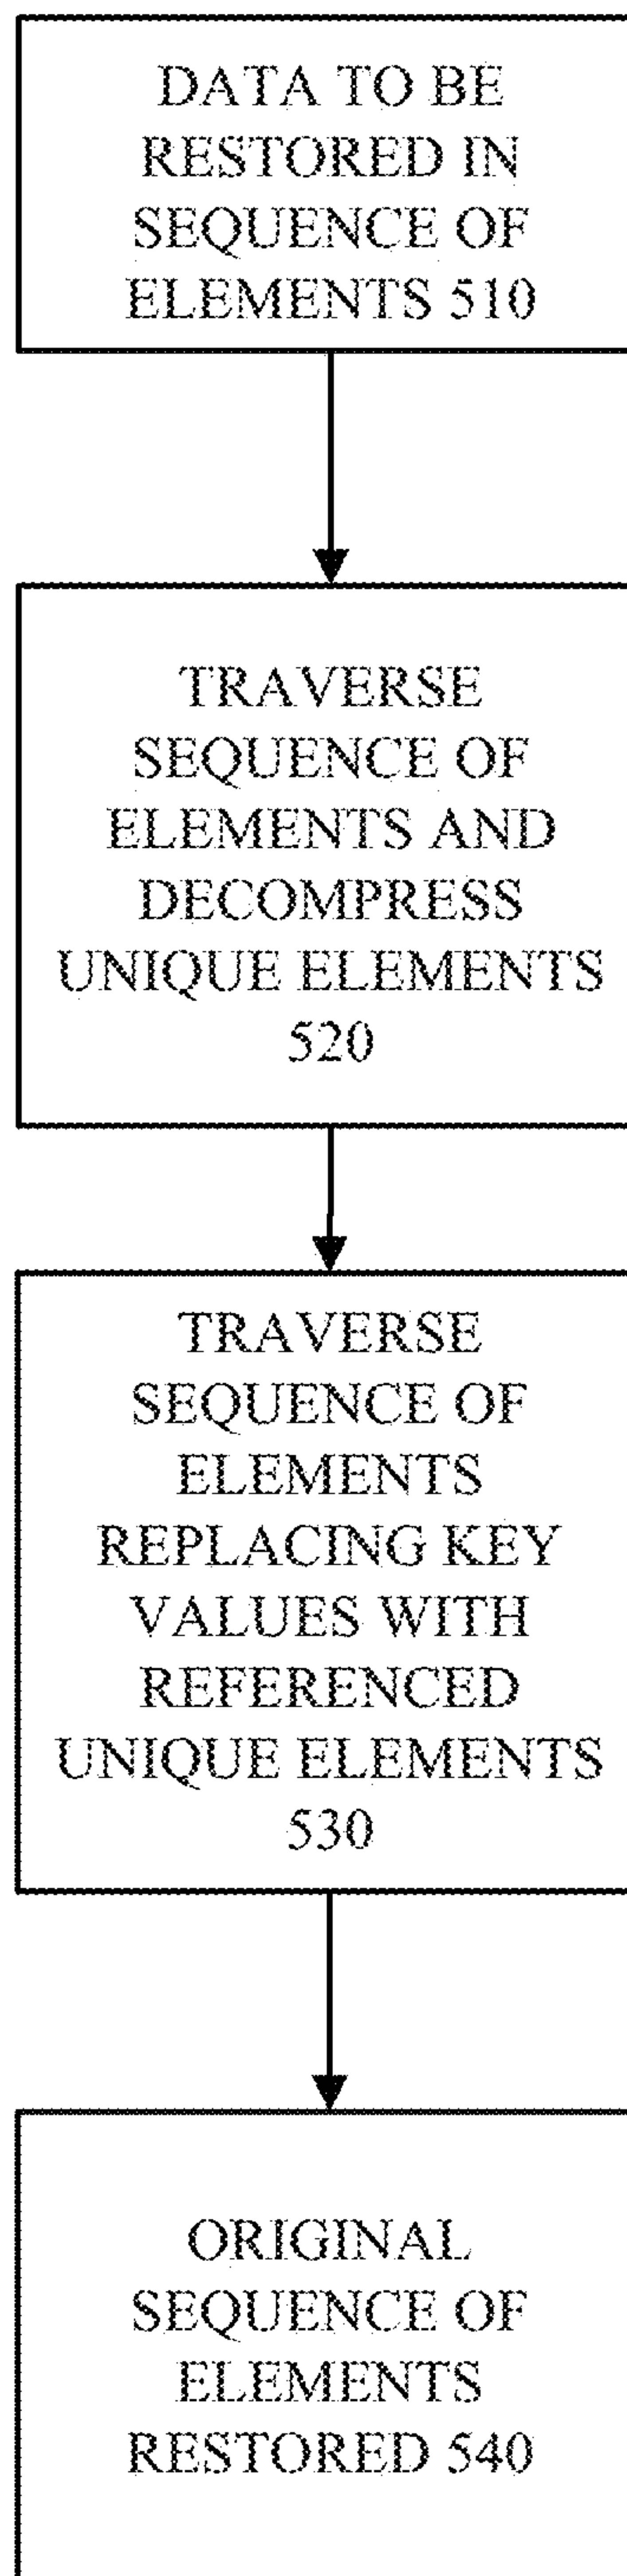 DATA TO BE
RESTORED IN
SEQUENCE OF
ELEMENTS 510
TRAVERSE
SEQUENCE OF
ELEMENTS AND
DECOMPRESS
UNIQUE ELEMENTS
520
TRAVERSE
SEQUENCE OF
ELEMENTS
REPLACING KEY
VALUES WITH
REFERENCED
UNIQUE ELEMENTS
530
ORIGINAL
SEQUENCE OF
ELEMENTS
RESTORED 540